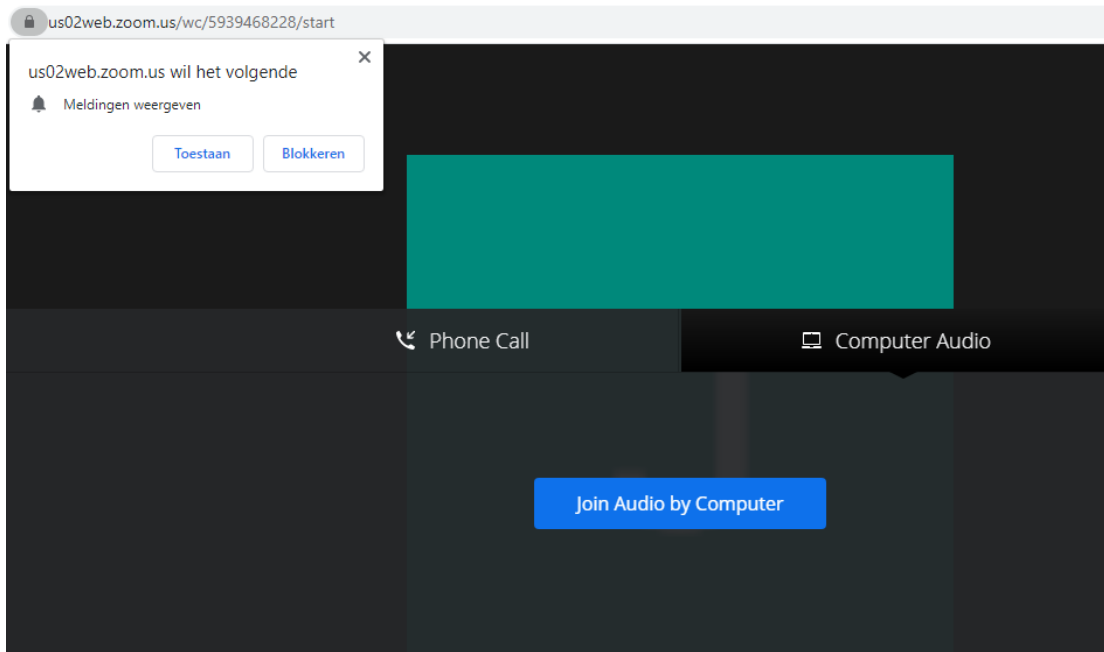 us02web.zoom.us/wc/5939468228/start
us02web.zoom.us wil het volgende
Meldingen weergeven
Toestaan
Blokkeren
Phone Call
Computer Audio
Join Audio by Computer